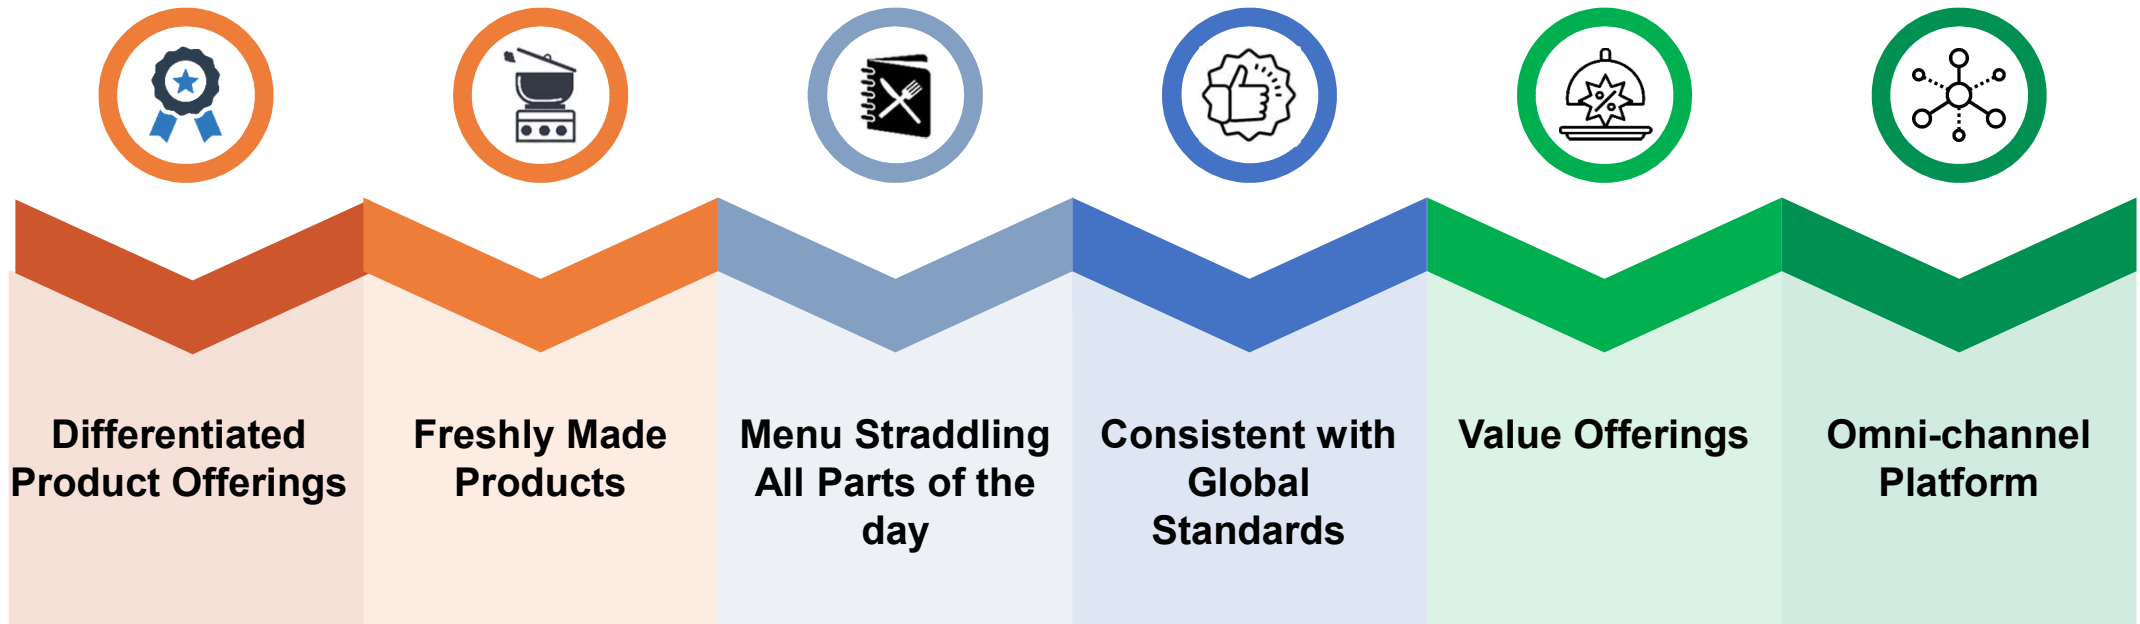 Differentiated
Product Offerings
Freshly Made
Products
Menu Straddling
All Parts of the
day
Consistent with
Global
Standards
Value Offerings
Omni-channel
Platform